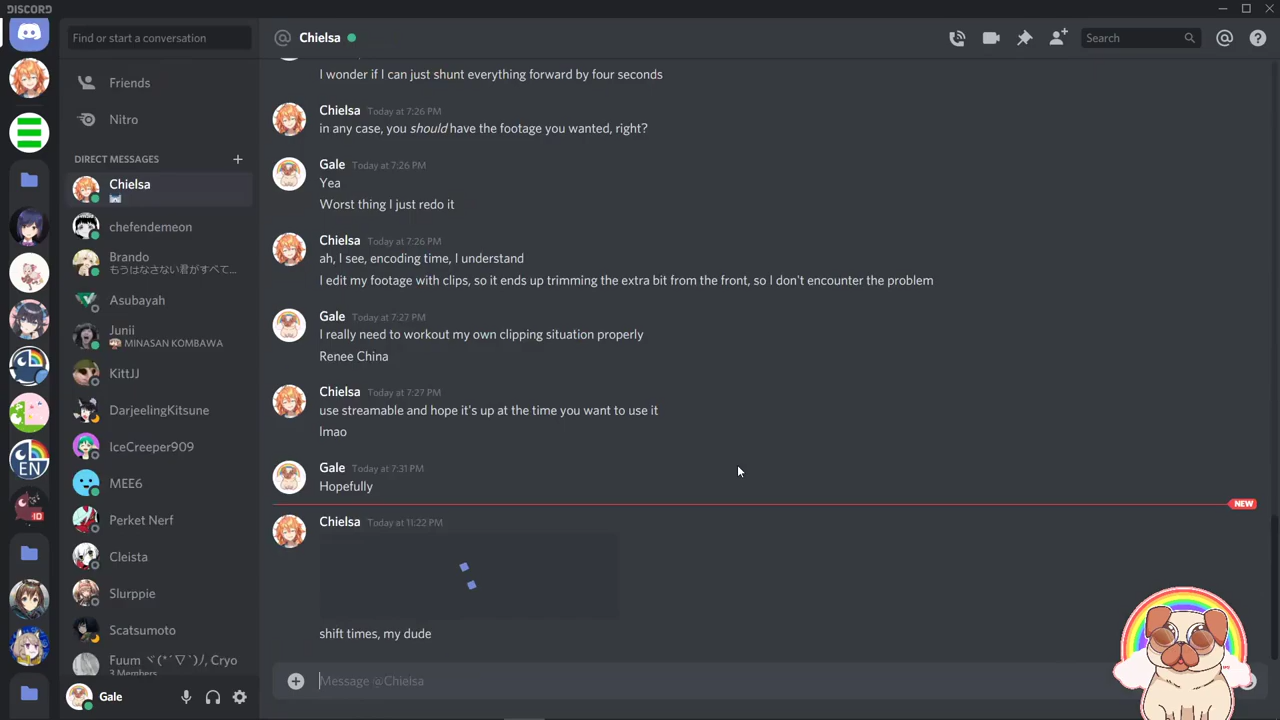 DISCORD
Find or start a conversation
Friends
Nitro
DIRECT MESSAGES
Chielsa
chefendemeon
Brando
もうはなさない君がすべて...
Asubayah
Junii
MINASAN KOMBAWA
KittJJ
DarjeelingKitsune
IceCreeper909
MEE6
Perket Nerf
Cleista
Slurppie
Scatsumoto
Fuum ヾ(*´∀`)ﾉ, Cryo
3 Members
Gale
EN
Chielsa
Search
I wonder if I can just shunt everything forward by four seconds
Chielsa Today at 7:26 PM
in any case, you should have the footage you wanted, right?
Gale Today at 7:26 PM
Yea
Worst thing I just redo it
Chielsa Today at 7:26 PM
ah, I see, encoding time, I understand
I edit my footage with clips, so it ends up trimming the extra bit from the front, so I don't encounter the problem
Gale Today at 7:27 PM
I really need to workout my own clipping situation properly
Renee China
Chielsa Today at 7:27 PM
use streamable and hope it's up at the time you want to use it
lmao
Gale Today at 7:31 PM
Hopefully
NEW
Chielsa Today at 11:22 PM
shift times, my dude
Message @Chielsa